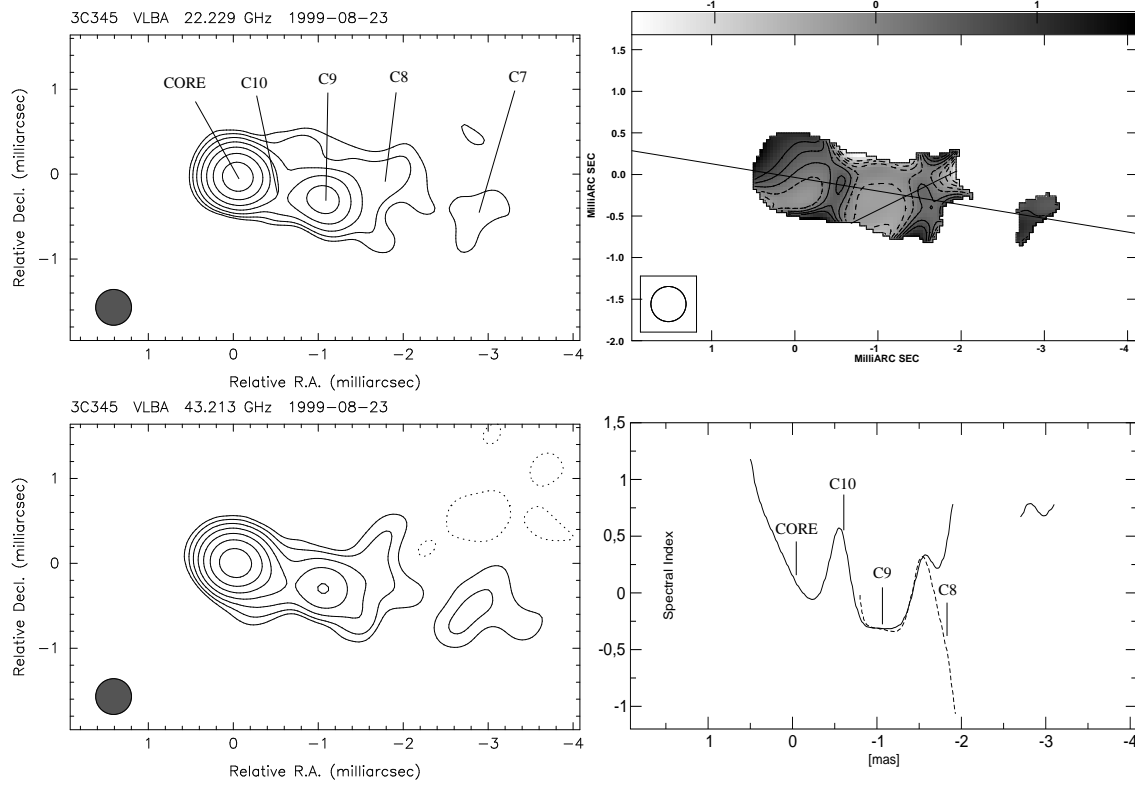 3C345 VLBA 22.229 GHz 1999-08-23
CORE C10 C9 C8 C7
1
0
−1
Relative Decl. (milliarcsec)
1 0 −1 −2 −3 −4
Relative R.A. (milliarcsec)
-1 0 1
1.5
1.0
0.5
0.0
-0.5
-1.0
-1.5
-2.0
MilliARC SEC
1 0 -1 -2 -3 -4
MilliARC SEC
3C345 VLBA 43.213 GHz 1999-08-23
1
0
−1
Relative Decl. (milliarcsec)
1 0 −1 −2 −3 −4
Relative R.A. (milliarcsec)
1,5
1
0,5
0
-0,5
-1
Spectral Index
CORE
C10
C9
C8
1 0 -1 -2 -3 -4
[mas]